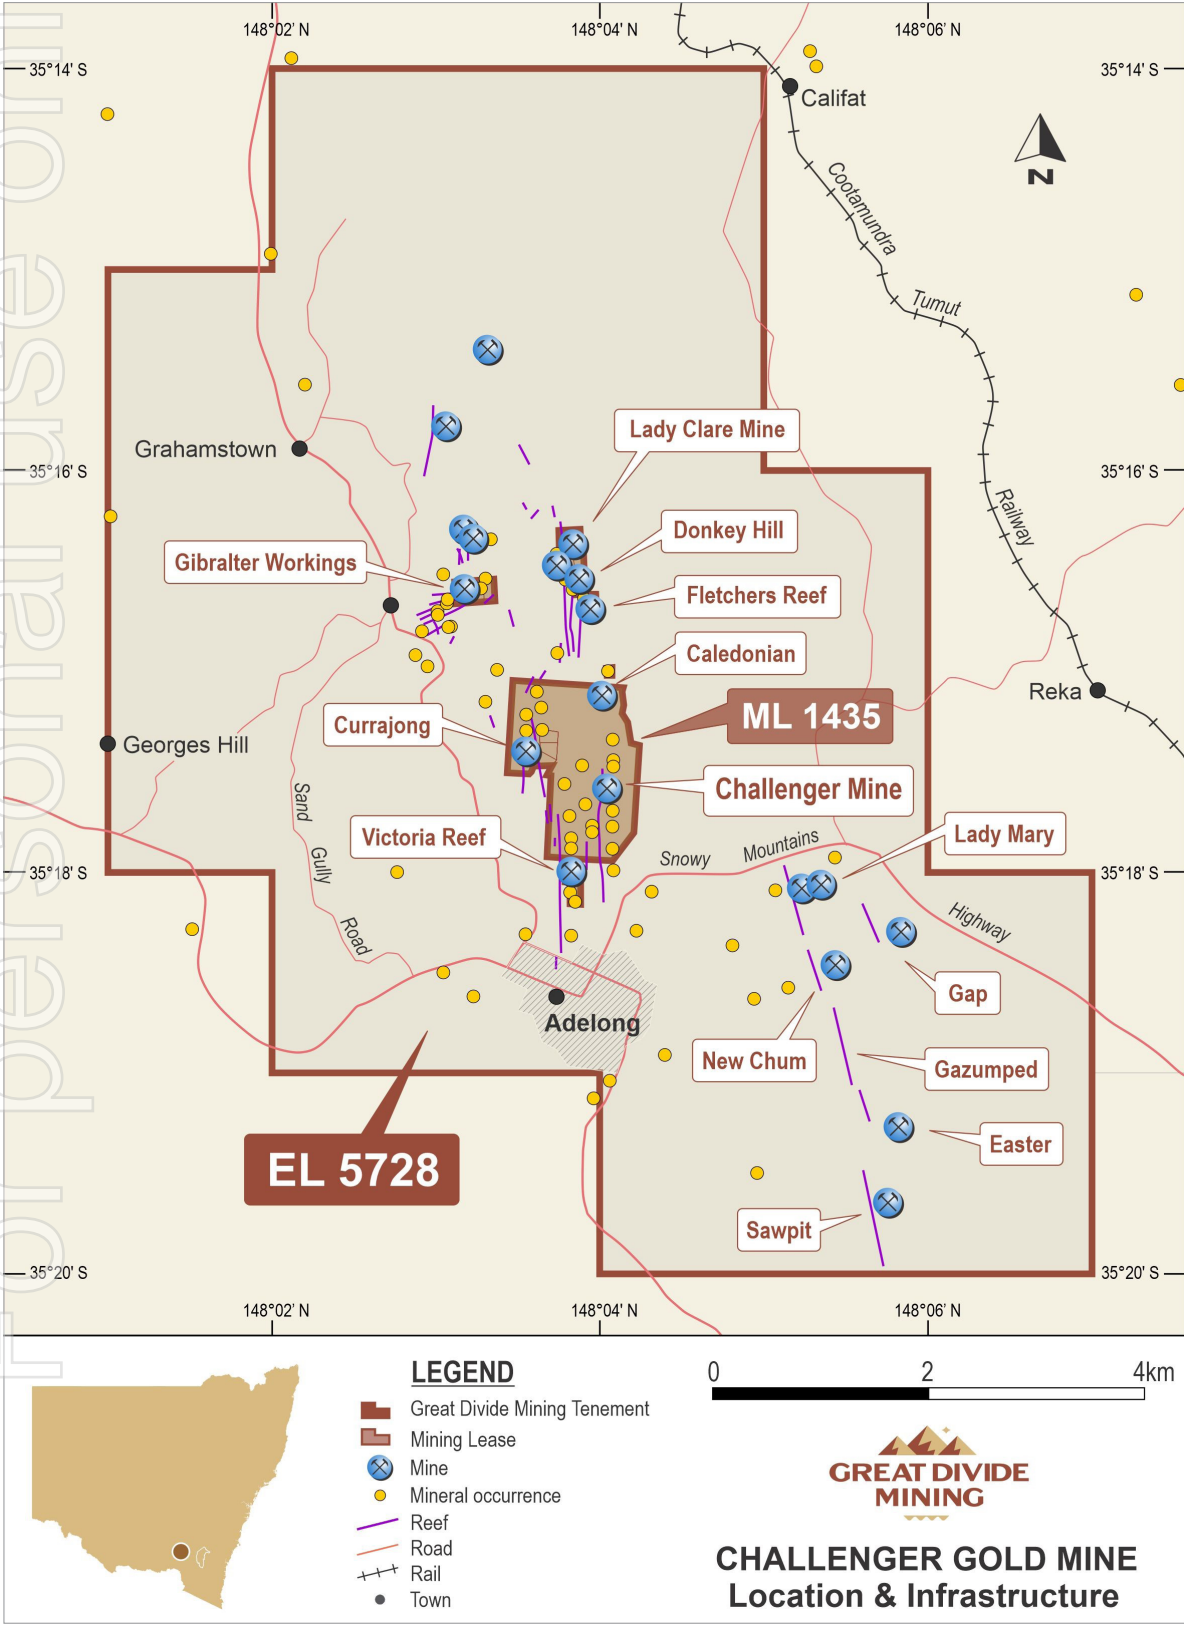 For personal use only
148°02' N
148°04' N
148°06' N
35°14' S
35°14' S
Califat
N
Cootamundra
Tumut
Railway
Lady Clare Mine
Grahamstown
35°16' S
35°16' S
Donkey Hill
Gibralter Workings
Fletchers Reef
Caledonian
Reka
ML 1435
Currajong
Georges Hill
Challenger Mine
Sand
Gully
Road
Victoria Reef
Snowy
Mountains
Highway
Lady Mary
35°18' S
35°18' S
Gap
Adelong
New Chum
Gazumped
Easter
EL 5728
Sawpit
35°20' S
35°20' S
148°02' N
148°04' N
148°06' N
LEGEND
Great Divide Mining Tenement
Mining Lease
Mine
Mineral occurrence
Reef
Road
Rail
Town
0 2 4km
GREAT DIVIDE
MINING
CHALLENGER GOLD MINE
Location & Infrastructure